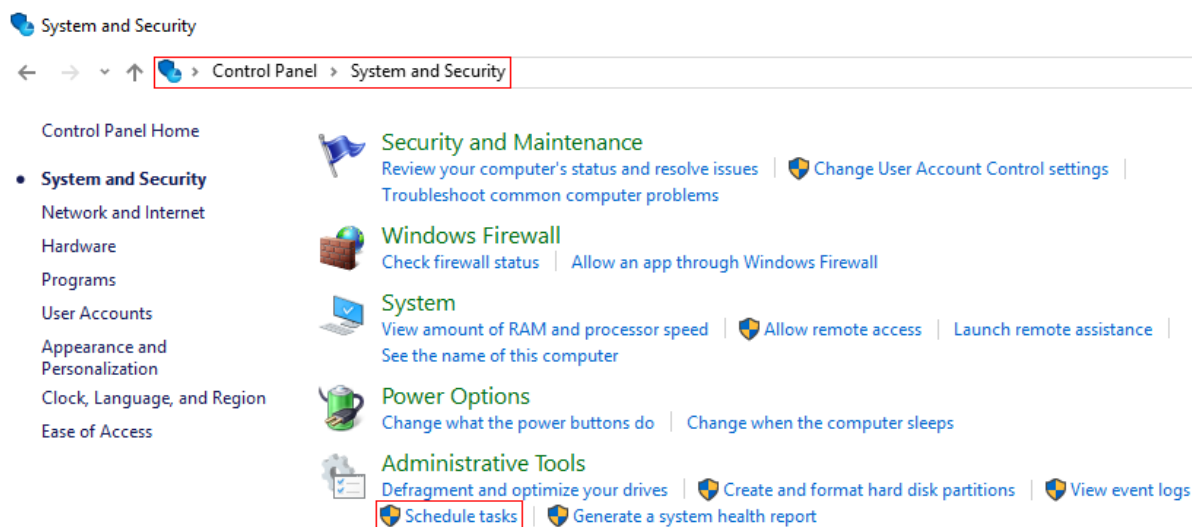 System and Security
Control Panel > System and Security
Control Panel Home
System and Security
Network and Internet
Hardware
Programs
User Accounts
Appearance and
Personalization
Clock, Language, and Region
Ease of Access
Security and Maintenance
Review your computer's status and resolve issues | Change User Account Control settings |
Troubleshoot common computer problems
Windows Firewall
Check firewall status | Allow an app through Windows Firewall
System
View amount of RAM and processor speed | Allow remote access | Launch remote assistance |
See the name of this computer
Power Options
Change what the power buttons do | Change when the computer sleeps
Administrative Tools
Defragment and optimize your drives | Create and format hard disk partitions | View event logs
Schedule tasks | Generate a system health report